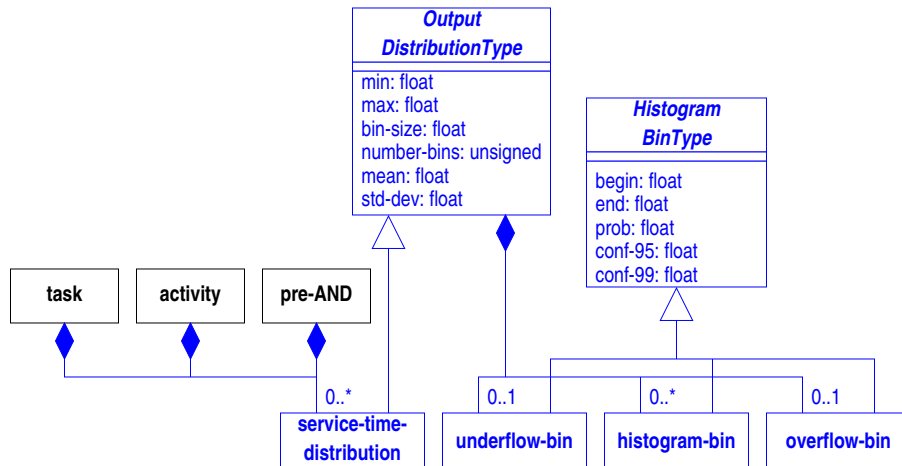 Output
DistributionType
min: float
max: float
bin-size: float
number-bins: unsigned
mean: float
std-dev: float
Histogram
BinType
begin: float
end: float
prob: float
conf-95: float
conf-99: float
task
activity
pre-AND
0..*
0..1
0..*
0..1
service-time-
distribution
underflow-bin
histogram-bin
overflow-bin